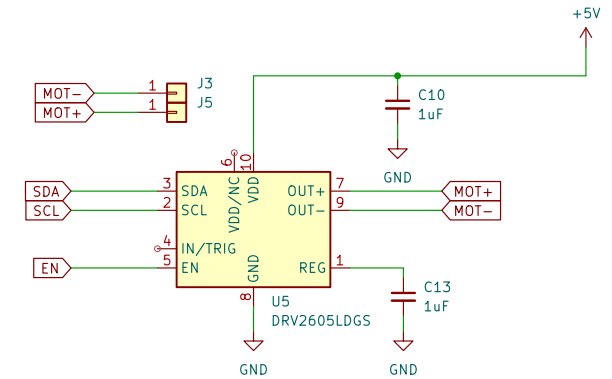 +5V
MOT-
1
J3
MOT+
1
J5
C10
1uF
GND
6
10
VDD/NC
VDD
SDA
3
SDA
OUT+
7
MOT+
SCL
2
SCL
OUT-
9
MOT-
4
IN/TRIG
EN
5
EN
GND
REG
1
8
U5
DRV2605LDGS
C13
1uF
GND
GND